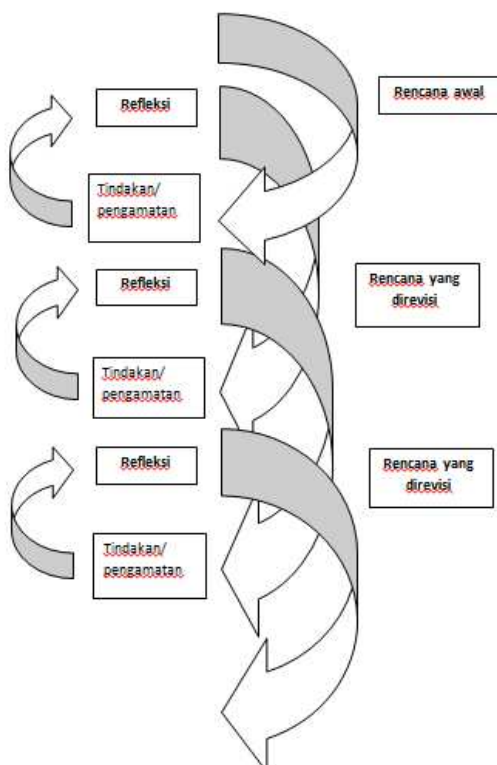 Rencana awal
Refleksi
Tindakan/
pengamatan
Rencana yang
direvisi
Refleksi
Tindakan/
pengamatan
Rencana yang
direvisi
Refleksi
Tindakan/
pengamatan